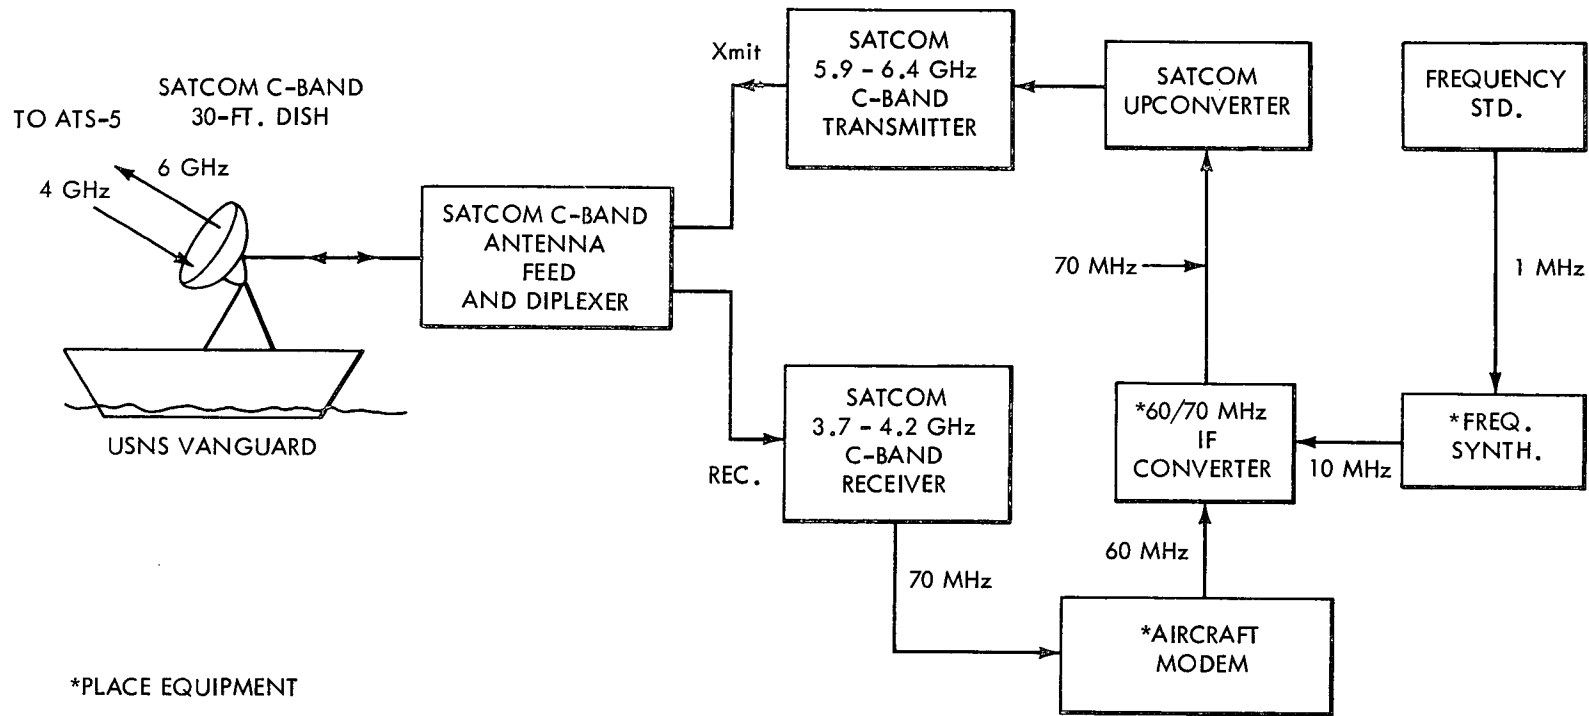 SATCOM C-BAND
30-FT. DISH
TO ATS-5
6 GHz
4 GHz
USNS VANGUARD
SATCOM C-BAND
ANTENNA
FEED
AND DIPLEXER
Xmit
SATCOM
5.9 - 6.4 GHz
C-BAND
TRANSMITTER
SATCOM
UPCONVERTER
FREQUENCY
STD.
70 MHz
1 MHz
REC.
SATCOM
3.7 - 4.2 GHz
C-BAND
RECEIVER
*60/70 MHz
IF
CONVERTER
10 MHz
*FREQ.
SYNTH.
70 MHz
60 MHz
*AIRCRAFT
MODEM
*PLACE EQUIPMENT